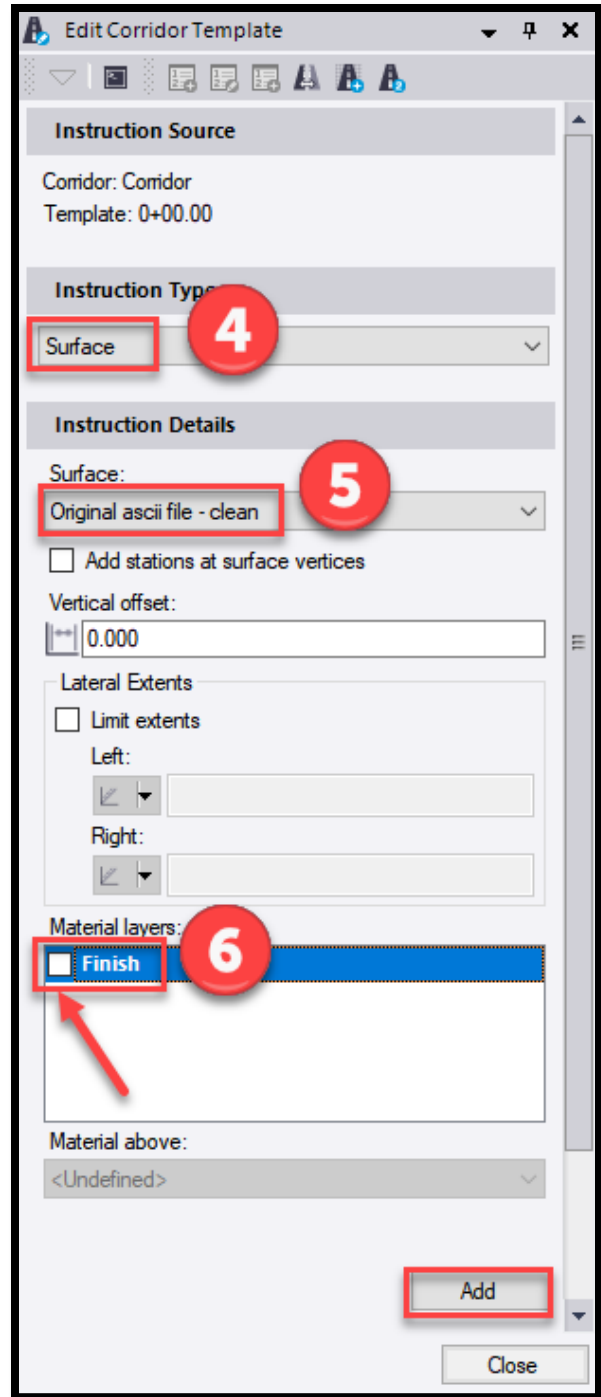 Edit Corridor Template
Instruction Source
Corridor: Corridor
Template: 0+00.00
Instruction Type
4
Surface
Instruction Details
Surface:
5
Original ascii file - clean
Add stations at surface vertices
Vertical offset:
0.000
Lateral Extents
Limit extents
Left:
Right:
Material layers:
6
Finish
Material above:
<Undefined>
Add
Close